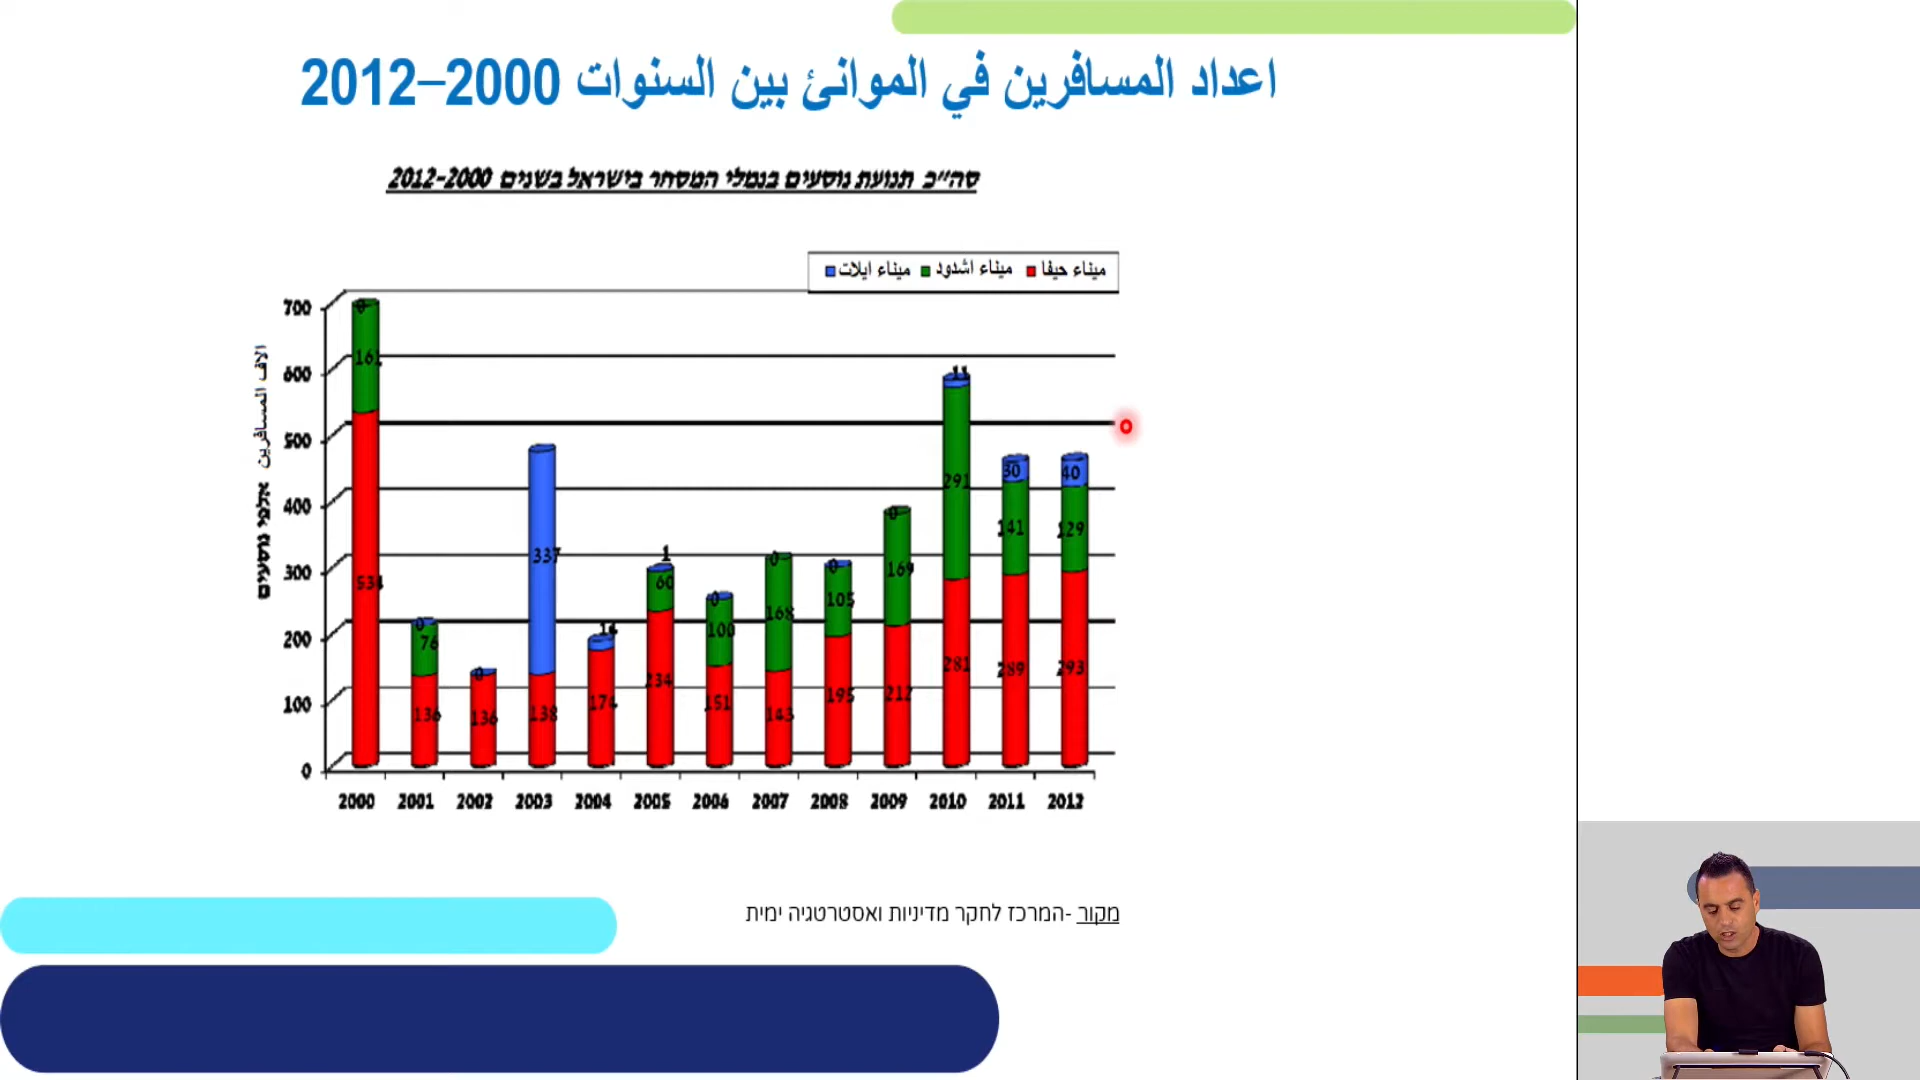 اعداد المسافرين في الموانئ بين السنوات 2000–2012
סה״כ תנועת נוסעים בנמלי המסחר בישראל בשנים 2012-2000
ميناء حيفا ميناء اشدود ميناء ايلات
الاف المسافرين אלפי נוסעים
700
600
500
400
300
200
100
0
0 161 534
0 76 136
0 136
337 138
14 174
1 60 234
0 100 151
0 168 143
0 105 195
0 169 212
11 291 281
30 141 289
40 129 293
2000 2001 2002 2003 2004 2005 2006 2007 2008 2009 2010 2011 2012
מקור -המרכז לחקר מדיניות ואסטרטגיה ימית